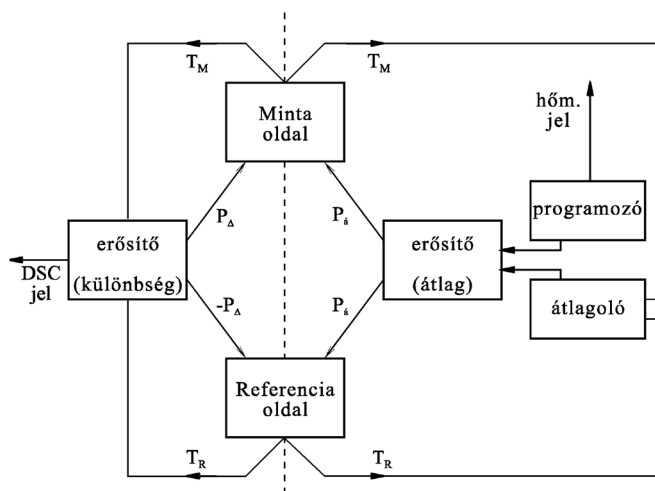 T_M
T_M
Minta
oldal
hőm.
jel
programozó
P_Δ
P_á
erősítő
(különbség)
erősítő
(átlag)
DSC
jel
átlagoló
-P_Δ
P_á
Referencia
oldal
T_R
T_R